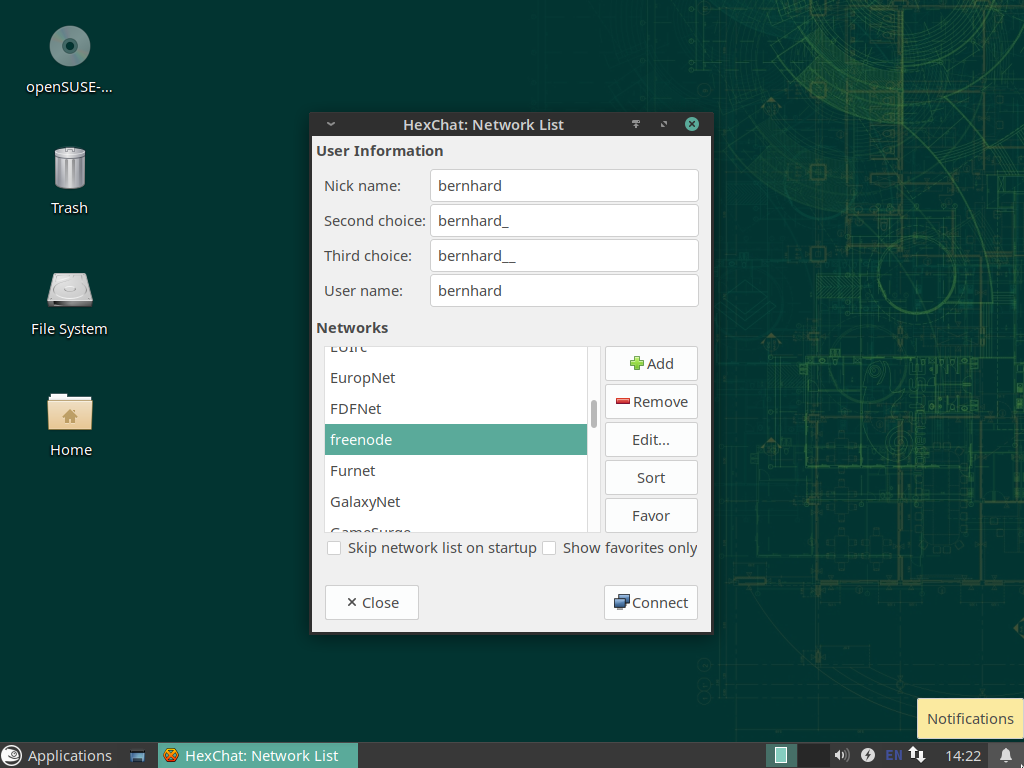 openSUSE-...
Trash
File System
Home
HexChat: Network List
User Information
Nick name: bernhard
Second choice: bernhard_
Third choice: bernhard__
User name: bernhard
Networks
EUIrc
EuropNet
FDFNet
freenode
Furnet
GalaxyNet
GameSurge
Add
Remove
Edit...
Sort
Favor
Skip network list on startup Show favorites only
Close Connect
Notifications
Applications HexChat: Network List EN 14:22